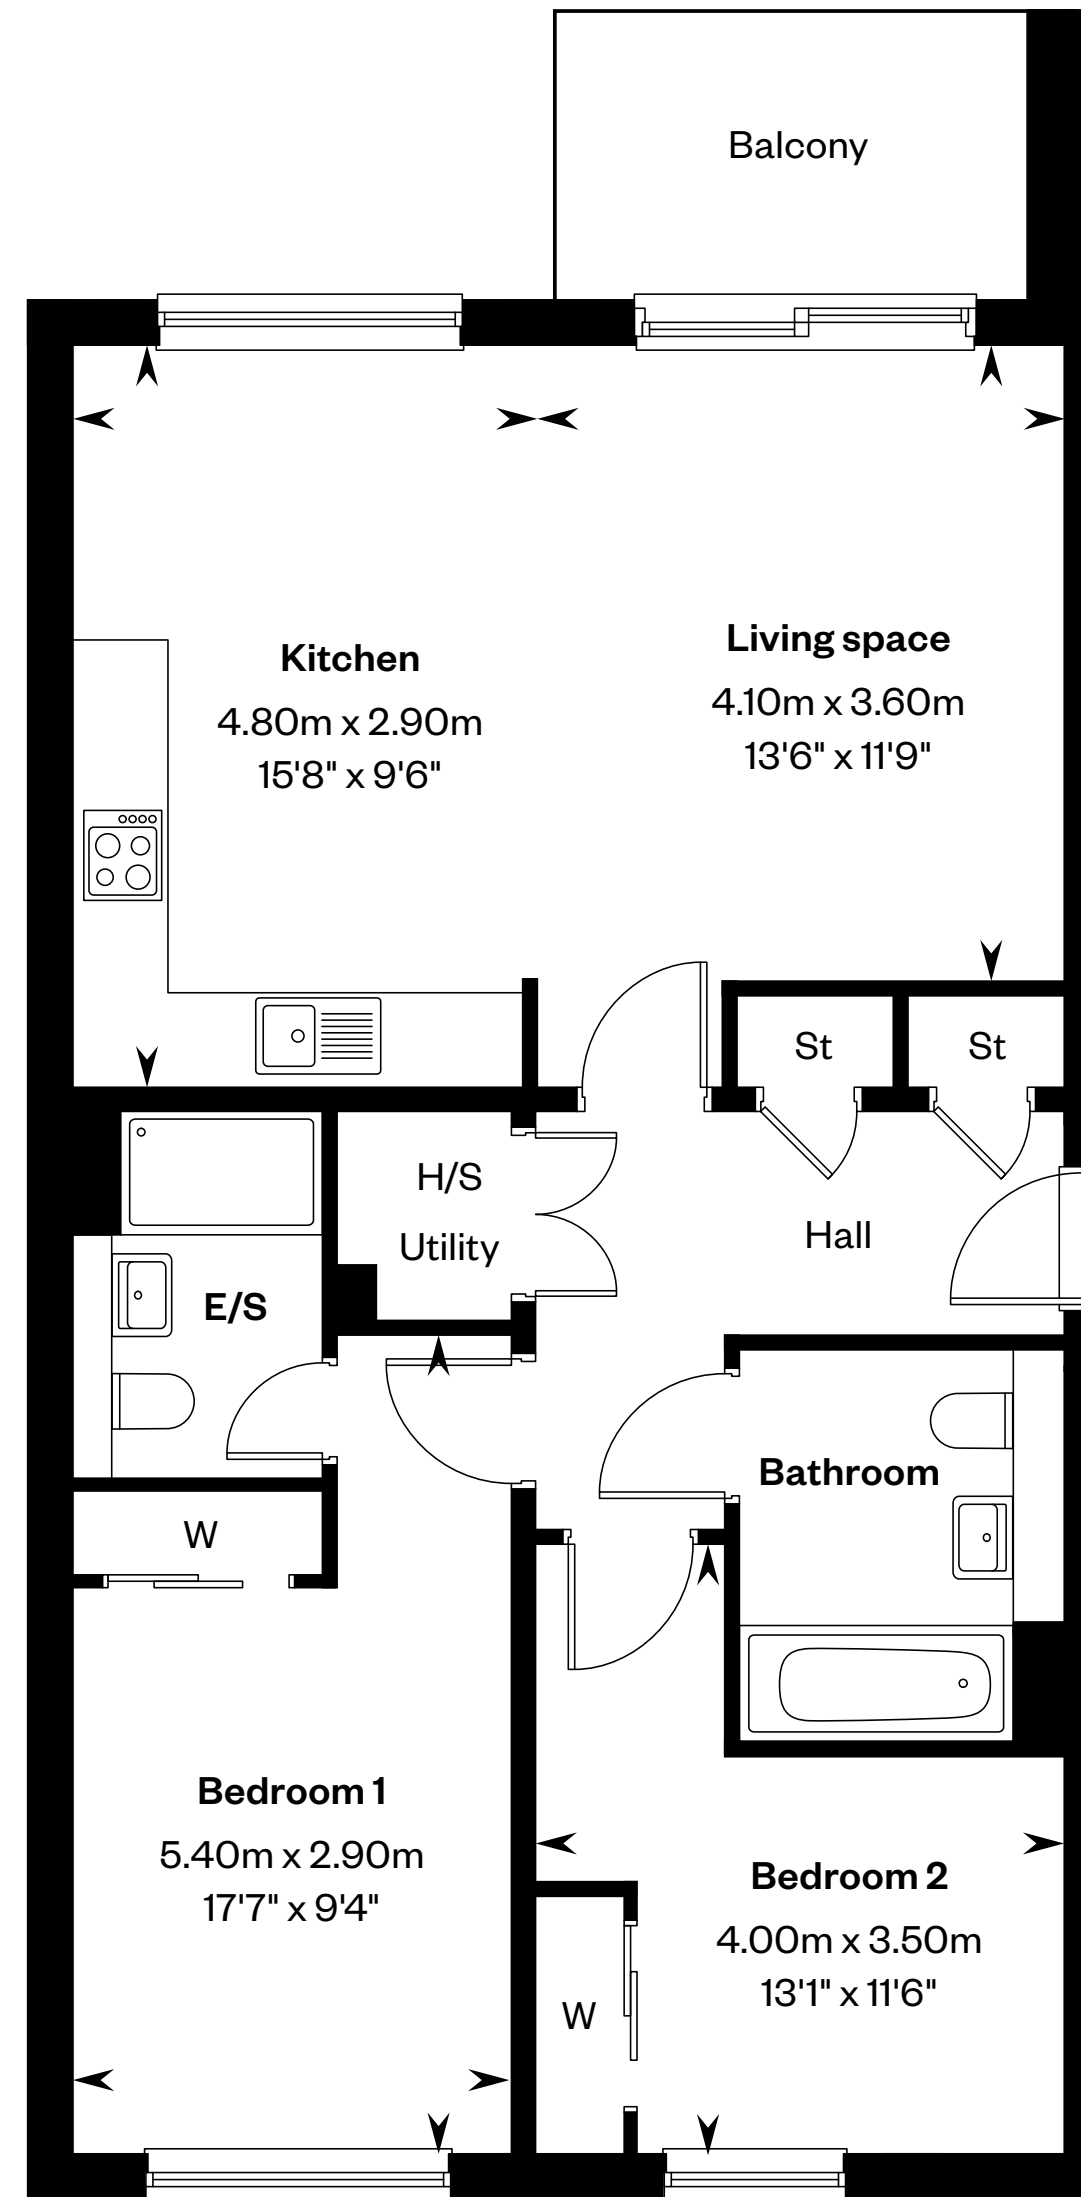 Balcony
Kitchen
4.80m x 2.90m
15'8" x 9'6"
Living space
4.10m x 3.60m
13'6" x 11'9"
St
St
H/S
Utility
Hall
E/S
Bathroom
W
Bedroom 1
5.40m x 2.90m
17'7" x 9'4"
Bedroom 2
4.00m x 3.50m
13'1" x 11'6"
W